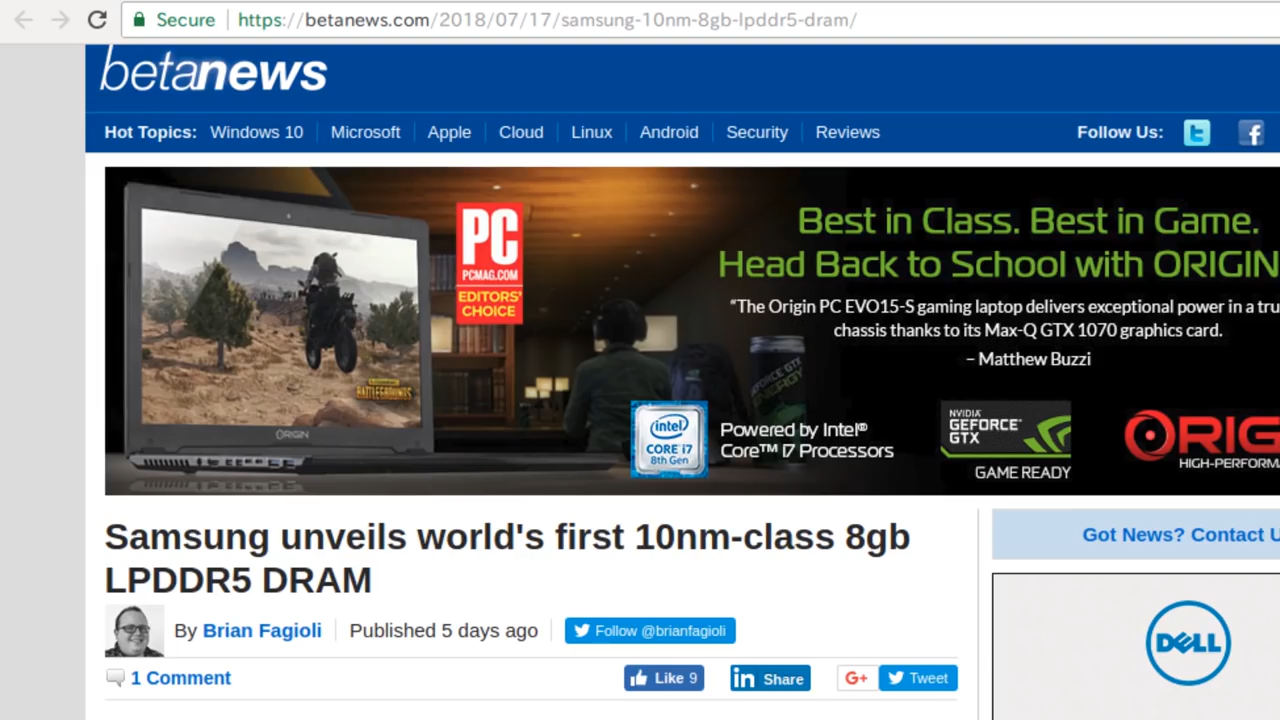 Secure https://betanews.com/2018/07/17/samsung-10nm-8gb-lpddr5-dram/
betanews
Hot Topics: Windows 10 Microsoft Apple Cloud Linux Android Security Reviews Follow Us:
PC
PCMAG.COM
EDITORS'
CHOICE
Best in Class. Best in Game.
Head Back to School with ORIGIN
“The Origin PC EVO15-S gaming laptop delivers exceptional power in a tru
chassis thanks to its Max-Q GTX 1070 graphics card.
– Matthew Buzzi
BATTLEGROUNDS
ORIGIN
intel
CORE i7
8th Gen
Powered by Intel®
Core™ i7 Processors
GEFORCE GTX
ENERGY
NVIDIA
GEFORCE®
GTX
GAME READY
ORIG
HIGH-PERFORMA
Samsung unveils world's first 10nm-class 8gb
LPDDR5 DRAM
By Brian Fagioli Published 5 days ago Follow @brianfagioli
1 Comment Like 9 in Share G+ Tweet
Got News? Contact U
DELL